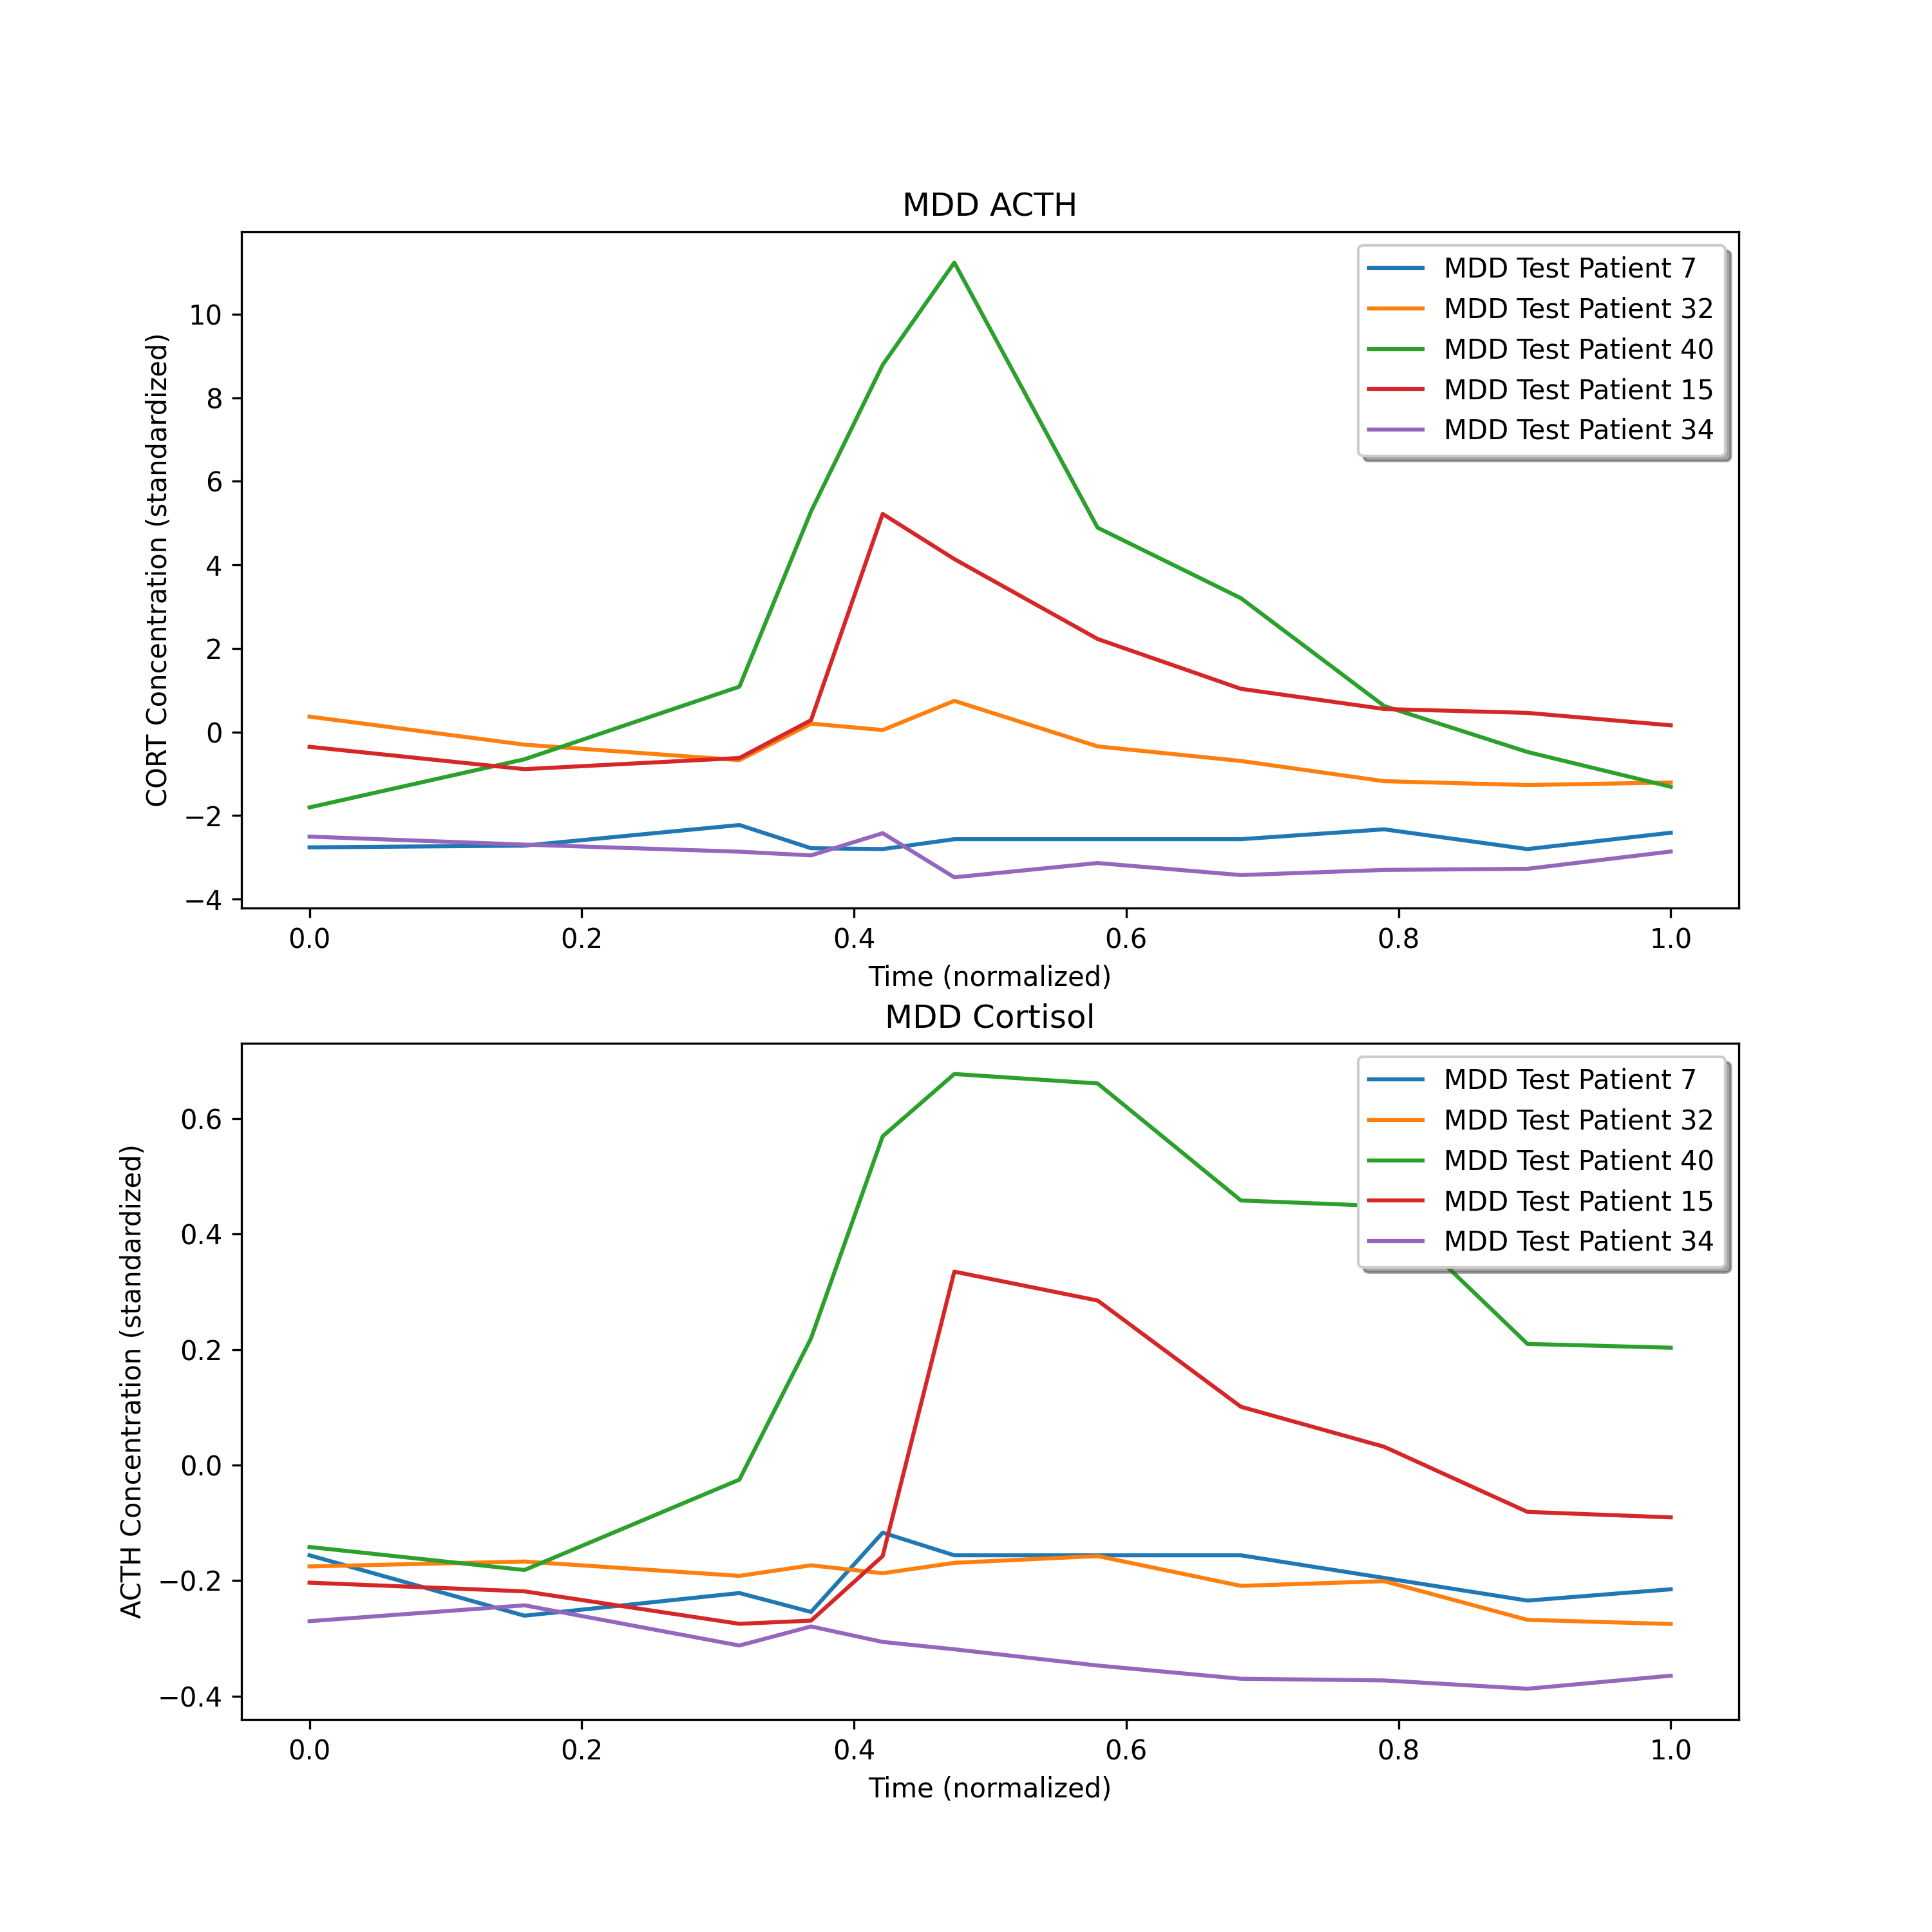 MDD ACTH
CORT Concentration (standardized)
10
8
6
4
2
0
−2
−4
0.0 0.2 0.4 0.6 0.8 1.0
Time (normalized)
MDD Test Patient 7
MDD Test Patient 32
MDD Test Patient 40
MDD Test Patient 15
MDD Test Patient 34
MDD Cortisol
ACTH Concentration (standardized)
0.6
0.4
0.2
0.0
−0.2
−0.4
0.0 0.2 0.4 0.6 0.8 1.0
Time (normalized)
MDD Test Patient 7
MDD Test Patient 32
MDD Test Patient 40
MDD Test Patient 15
MDD Test Patient 34